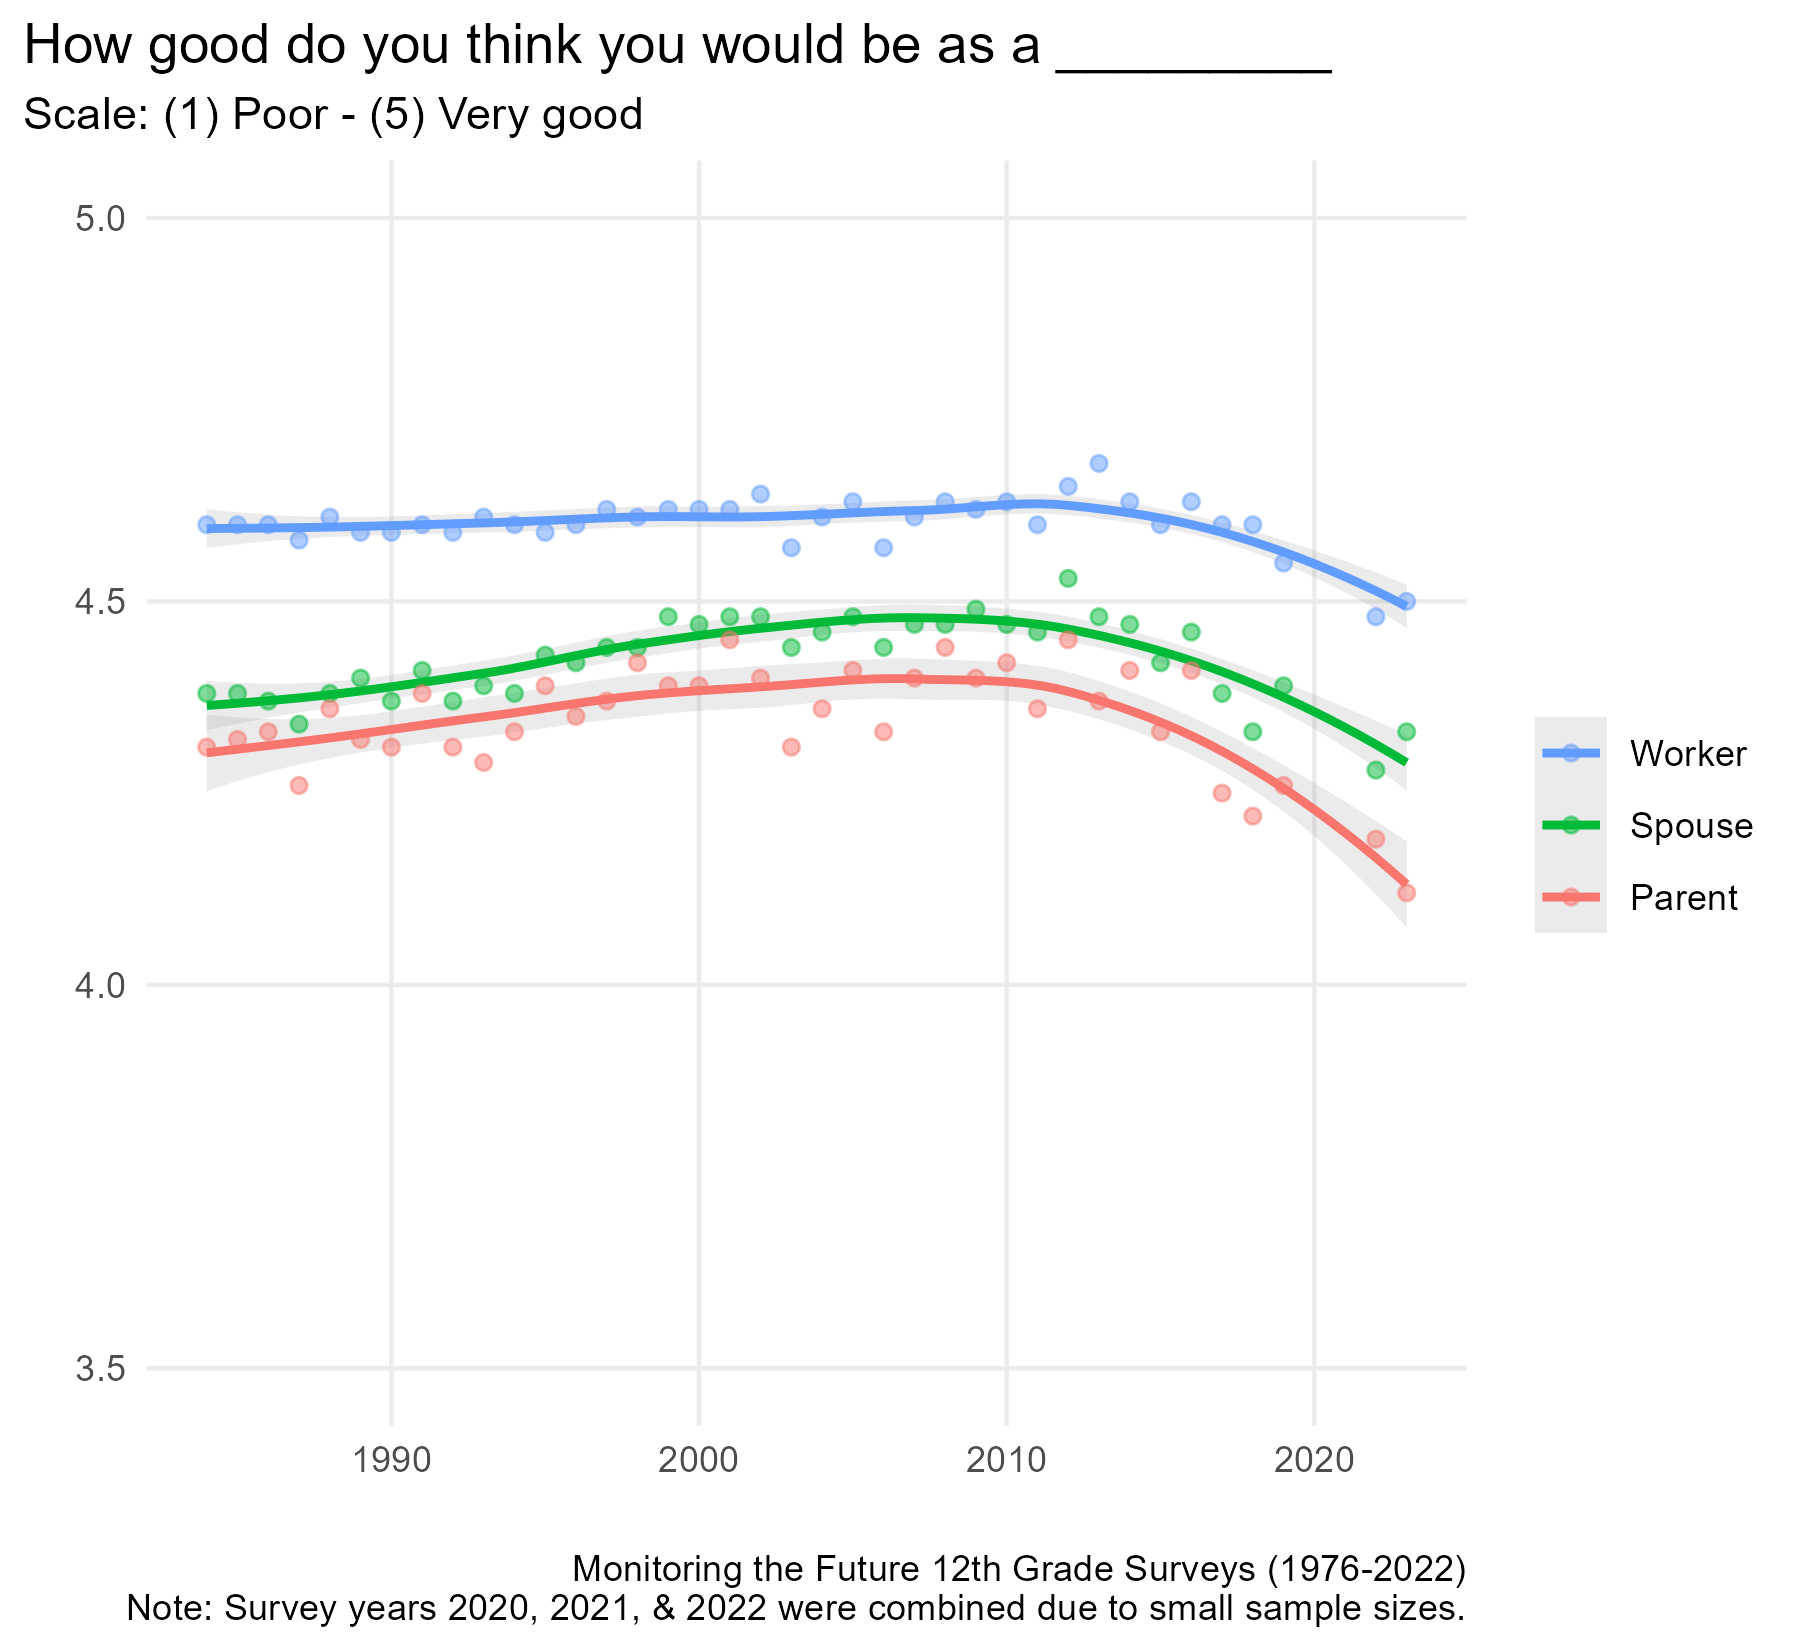 How good do you think you would be as a _________
Scale: (1) Poor - (5) Very good
5.0
4.5
4.0
3.5
1990 2000 2010 2020
Worker
Spouse
Parent
Monitoring the Future 12th Grade Surveys (1976-2022)
Note: Survey years 2020, 2021, & 2022 were combined due to small sample sizes.